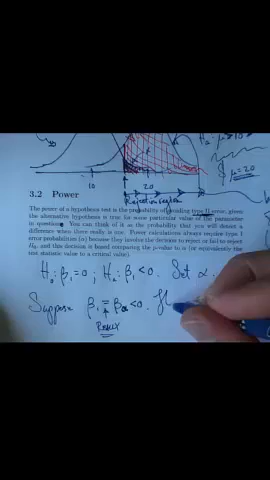 H₀: μ ≥ 10
μ = 20
10
20
Rejection region
3.2 Power
The power of a hypothesis test is the probability of avoiding type II error, given
the alternative hypothesis is true for some particular value of the parameter
in question. You can think of it as the probability that you will detect a
difference when there really is one. Power calculations always require type I
error probabilities (α) because they involve the decision to reject or fail to reject
H₀, and this decision is based comparing the p-value to α (or equivalently the
test statistic value to a critical value).
H₀: β₁ = 0; Hₐ: β₁ < 0. Set α.
Suppose β₁ = < 0.